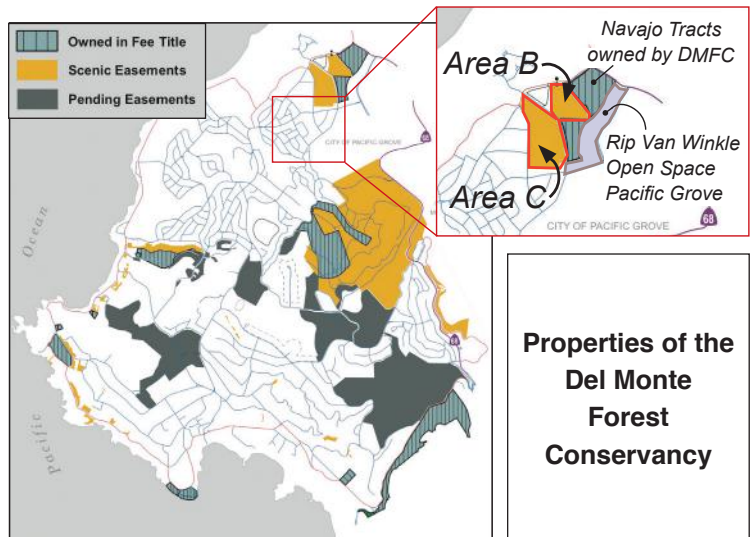 Owned in Fee Title
Scenic Easements
Pending Easements
Ocean
Pacific
CITY OF PACIFIC GROVE
68
68
Area B
Navajo Tracts
owned by DMFC
Rip Van Winkle
Open Space
Pacific Grove
Area C
CITY OF PACIFIC GROVE
68
Properties of the
Del Monte
Forest
Conservancy